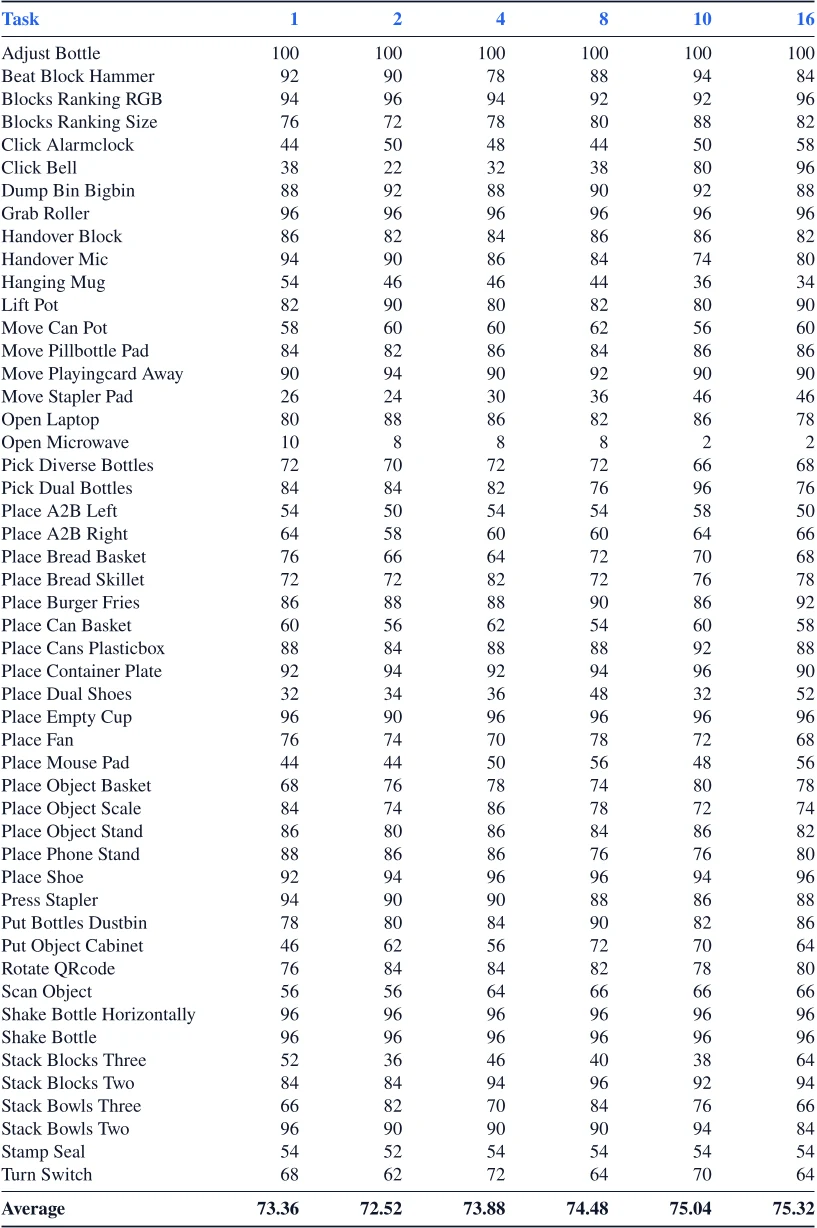 Task 1 2 4 8 10 16
Adjust Bottle 100 100 100 100 100 100
Beat Block Hammer 92 90 78 88 94 84
Blocks Ranking RGB 94 96 94 92 92 96
Blocks Ranking Size 76 72 78 80 88 82
Click Alarmclock 44 50 48 44 50 58
Click Bell 38 22 32 38 80 96
Dump Bin Bigbin 88 92 88 90 92 88
Grab Roller 96 96 96 96 96 96
Handover Block 86 82 84 86 86 82
Handover Mic 94 90 86 84 74 80
Hanging Mug 54 46 46 44 36 34
Lift Pot 82 90 80 82 80 90
Move Can Pot 58 60 60 62 56 60
Move Pillbottle Pad 84 82 86 84 86 86
Move Playingcard Away 90 94 90 92 90 90
Move Stapler Pad 26 24 30 36 46 46
Open Laptop 80 88 86 82 86 78
Open Microwave 10 8 8 8 2 2
Pick Diverse Bottles 72 70 72 72 66 68
Pick Dual Bottles 84 84 82 76 96 76
Place A2B Left 54 50 54 54 58 50
Place A2B Right 64 58 60 60 64 66
Place Bread Basket 76 66 64 72 70 68
Place Bread Skillet 72 72 82 72 76 78
Place Burger Fries 86 88 88 90 86 92
Place Can Basket 60 56 62 54 60 58
Place Cans Plasticbox 88 84 88 88 92 88
Place Container Plate 92 94 92 94 96 90
Place Dual Shoes 32 34 36 48 32 52
Place Empty Cup 96 90 96 96 96 96
Place Fan 76 74 70 78 72 68
Place Mouse Pad 44 44 50 56 48 56
Place Object Basket 68 76 78 74 80 78
Place Object Scale 84 74 86 78 72 74
Place Object Stand 86 80 86 84 86 82
Place Phone Stand 88 86 86 76 76 80
Place Shoe 92 94 96 96 94 96
Press Stapler 94 90 90 88 86 88
Put Bottles Dustbin 78 80 84 90 82 86
Put Object Cabinet 46 62 56 72 70 64
Rotate QRcode 76 84 84 82 78 80
Scan Object 56 56 64 66 66 66
Shake Bottle Horizontally 96 96 96 96 96 96
Shake Bottle 96 96 96 96 96 96
Stack Blocks Three 52 36 46 40 38 64
Stack Blocks Two 84 84 94 96 92 94
Stack Bowls Three 66 82 70 84 76 66
Stack Bowls Two 96 90 90 90 94 84
Stamp Seal 54 52 54 54 54 54
Turn Switch 68 62 72 64 70 64
Average 73.36 72.52 73.88 74.48 75.04 75.32